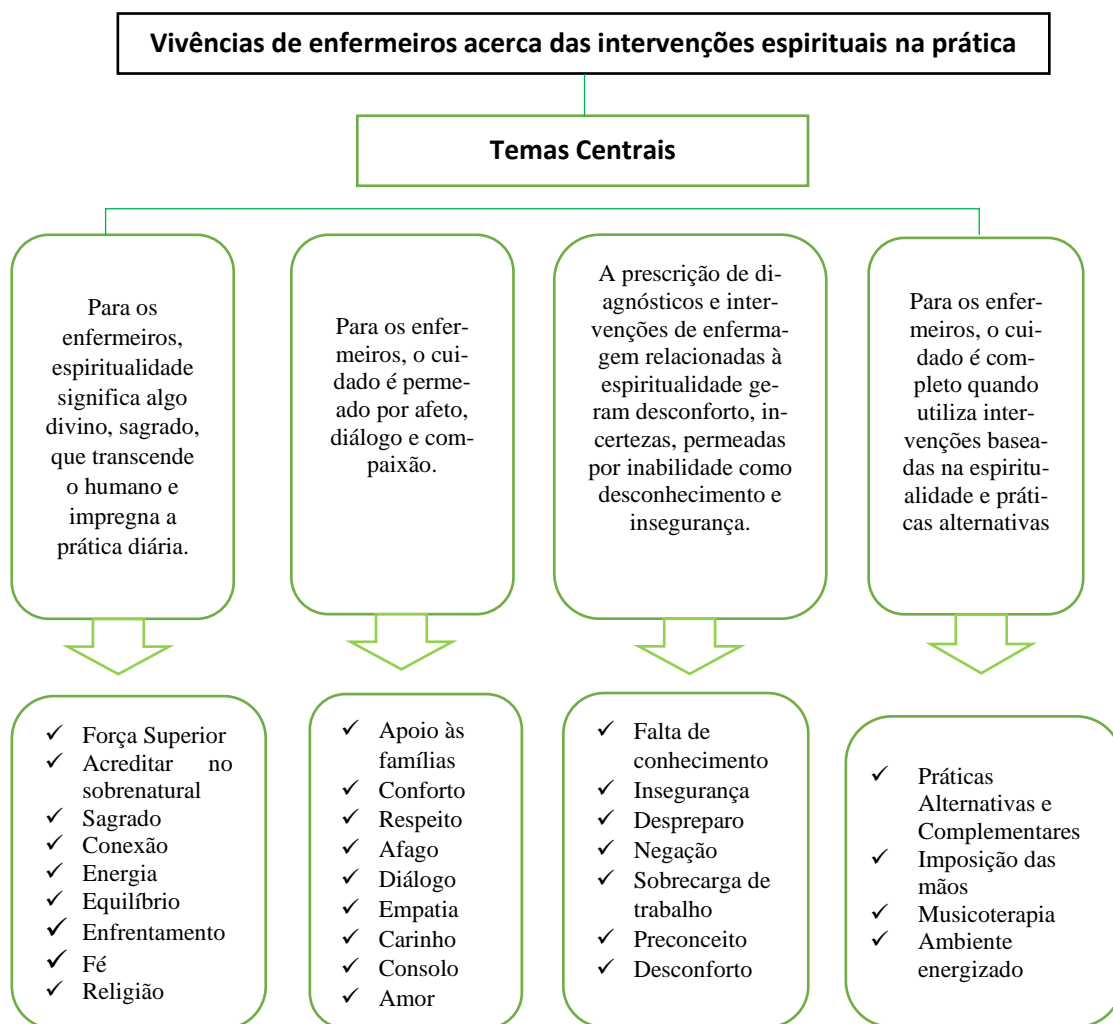 Vivências de enfermeiros acerca das intervenções espirituais na prática
Temas Centrais
Para os
enfermeiros,
espiritualidade
significa algo
divino, sagrado,
que transcende
o humano e
impregna a
prática diária.
Para os enfer-
meiros, o cui-
dado é perme-
ado por afeto,
diálogo e com-
paixão.
A prescrição de di-
agnósticos e inter-
venções de enferma-
gem relacionadas à
espiritualidade ge-
ram desconforto, in-
certezas, permeadas
por inabilidade como
desconhecimento e
insegurança.
Para os enfer-
meiros, o cui-
dado é
completo quando
utiliza inter-
venções basea-
das na espiritu-
alidade e práti-
cas alternativas
✓ Força Superior
✓ Acreditar no
sobrenatural
✓ Sagrado
✓ Conexão
✓ Energia
✓ Equilíbrio
✓ Enfrentamento
✓ Fé
✓ Religião
✓ Apoio às
famílias
✓ Conforto
✓ Respeito
✓ Afago
✓ Diálogo
✓ Empatia
✓ Carinho
✓ Consolo
✓ Amor
✓ Falta de
conhecimento
✓ Insegurança
✓ Despreparo
✓ Negação
✓ Sobrecarga de
trabalho
✓ Preconceito
✓ Desconforto
✓ Práticas
Alternativas e
Complementares
✓ Imposição das
mãos
✓ Musicoterapia
✓ Ambiente
energizado